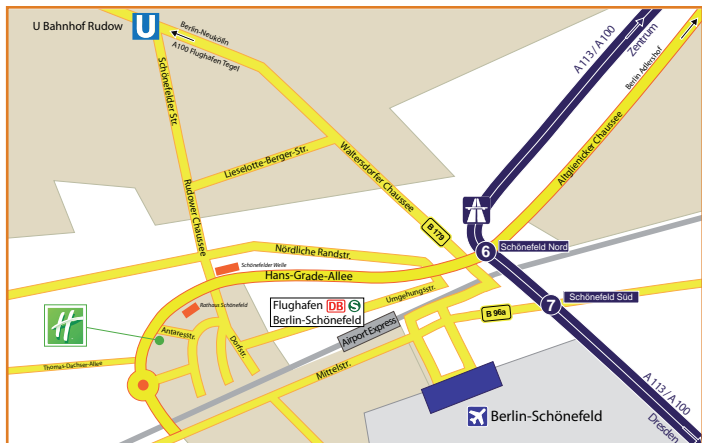 U Bahnhof Rudow
U
Berlin-Neukölln
A100 Flughafen Tegel
A113 / A100
Zentrum
Berlin Adlershof
Schönefelder Str.
Lieselotte-Berger-Str.
Waltersdorfer Chaussee
Altglienicker Chaussee
Rudower Chaussee
B 179
Nördliche Randstr.
6
Schönefeld Nord
Schönefelder Welle
Hans-Grade-Allee
Rathaus Schönefeld
Flughafen DB S
Berlin-Schönefeld
Umgehungsstr.
7
Schönefeld Süd
B 96a
H
Antaresstr.
Dorfstr.
Airport Express
Thomas-Dachser-Allee
Mittelstr.
A 113 / A 100
Dresden
Berlin-Schönefeld